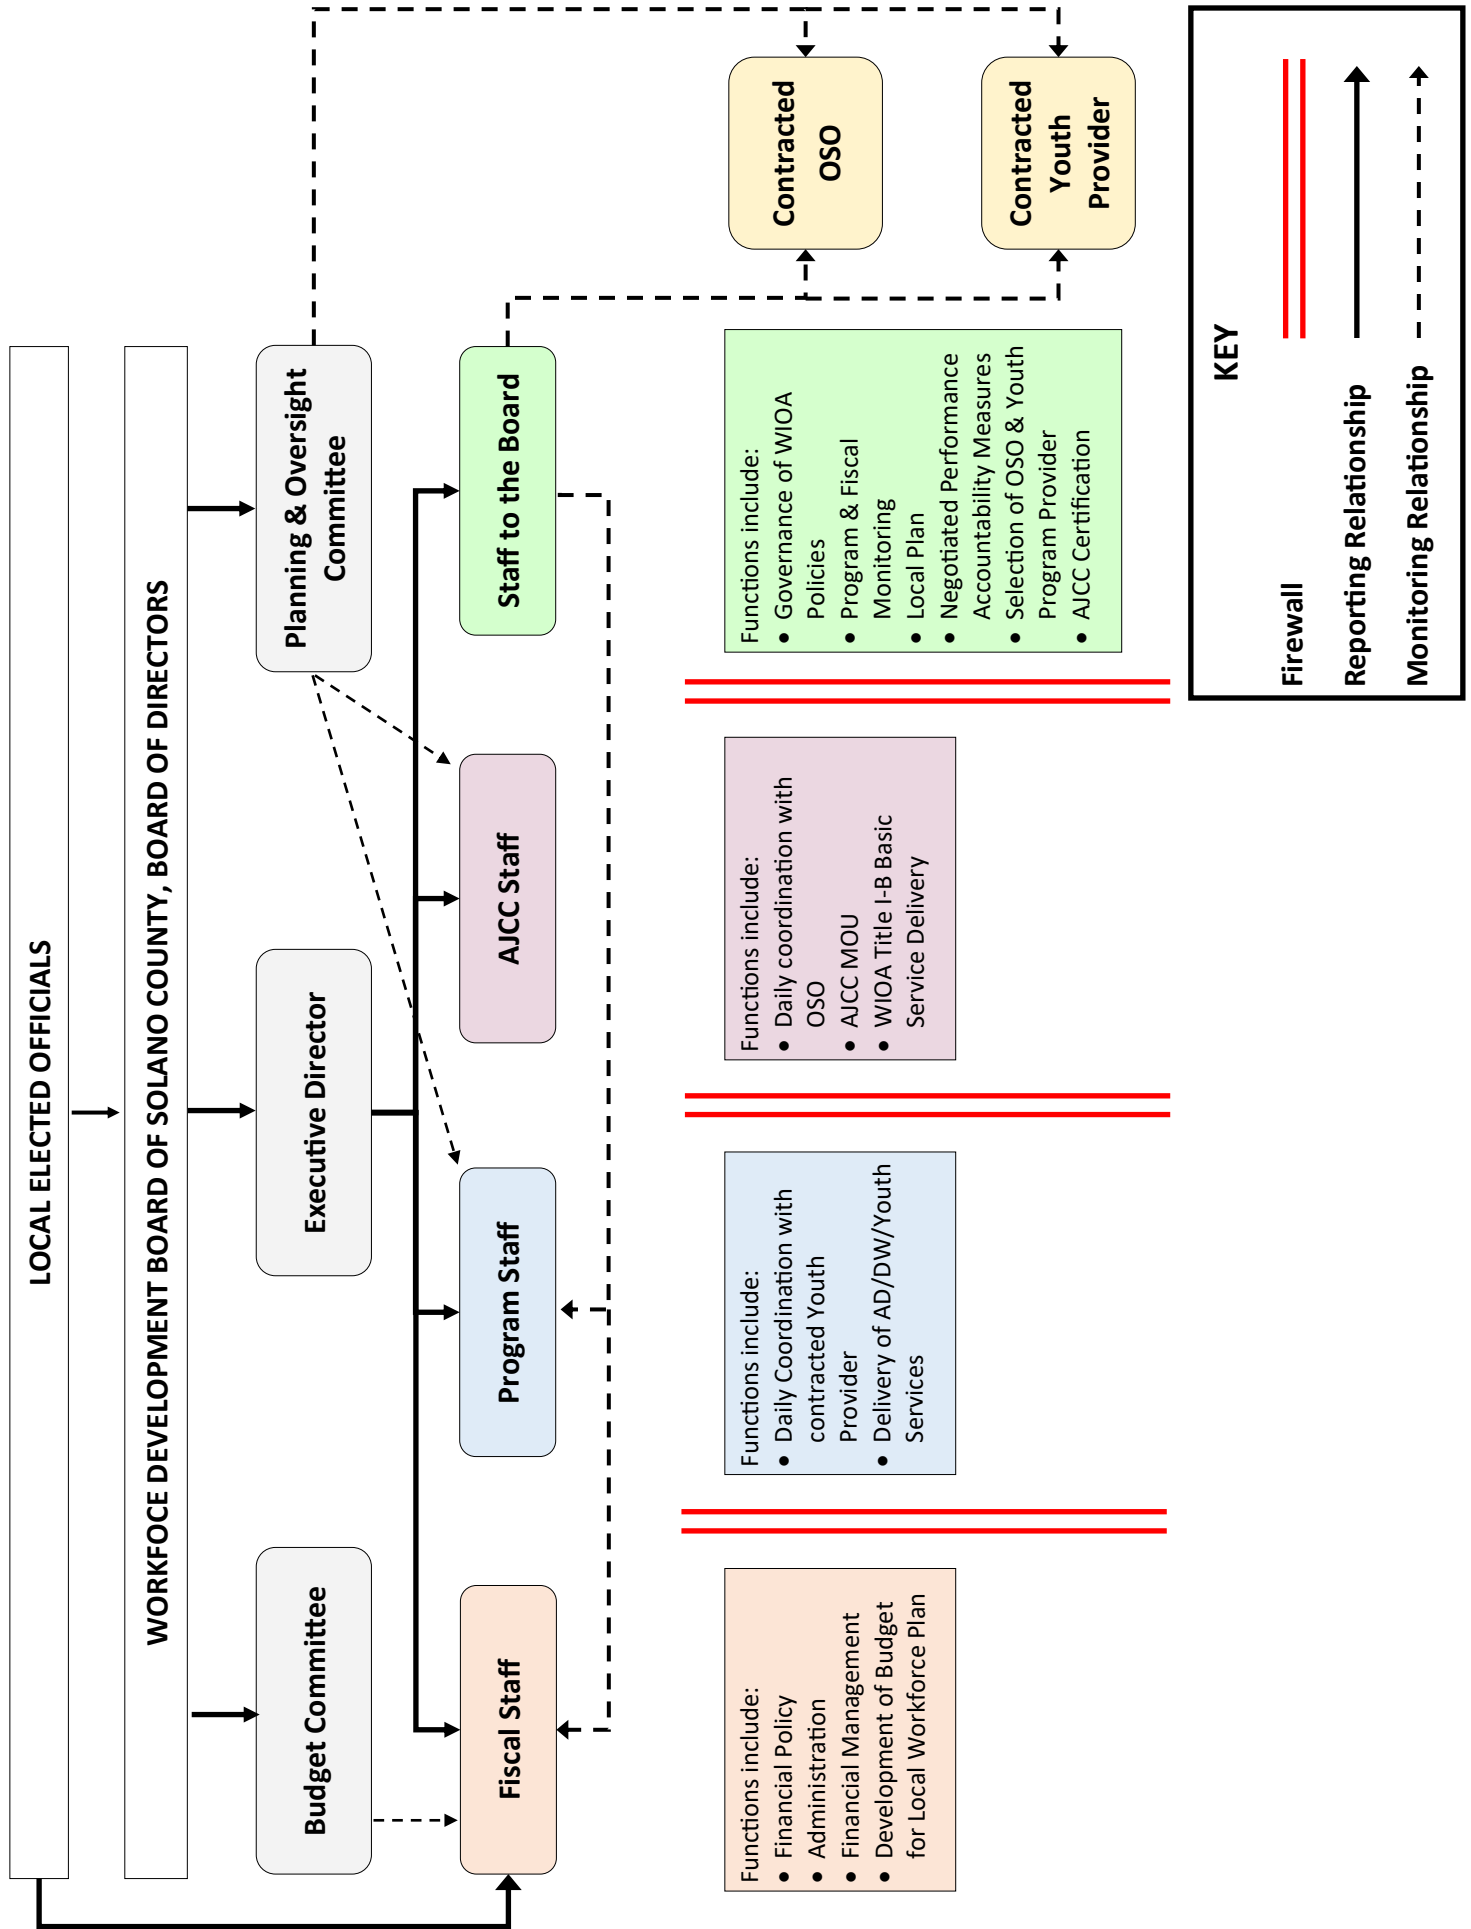 LOCAL ELECTED OFFICIALS
WORKFOCE DEVELOPMENT BOARD OF SOLANO COUNTY, BOARD OF DIRECTORS
Budget Committee
Executive Director
Planning & Oversight
Committee
Fiscal Staff
Program Staff
AJCC Staff
Staff to the Board
Functions include:
● Financial Policy
● Administration
● Financial Management
● Development of Budget
for Local Workforce Plan
Functions include:
● Daily Coordination with
contracted Youth
Provider
● Delivery of AD/DW/Youth
Services
Functions include:
● Daily coordination with
OSO
● AJCC MOU
● WIOA Title I-B Basic
Service Delivery
Functions include:
● Governance of WIOA
Policies
● Program & Fiscal
Monitoring
● Local Plan
● Negotiated Performance
Accountability Measures
● Selection of OSO & Youth
Program Provider
● AJCC Certification
Contracted
OSO
Contracted
Youth
Provider
KEY
Firewall
Reporting Relationship
Monitoring Relationship